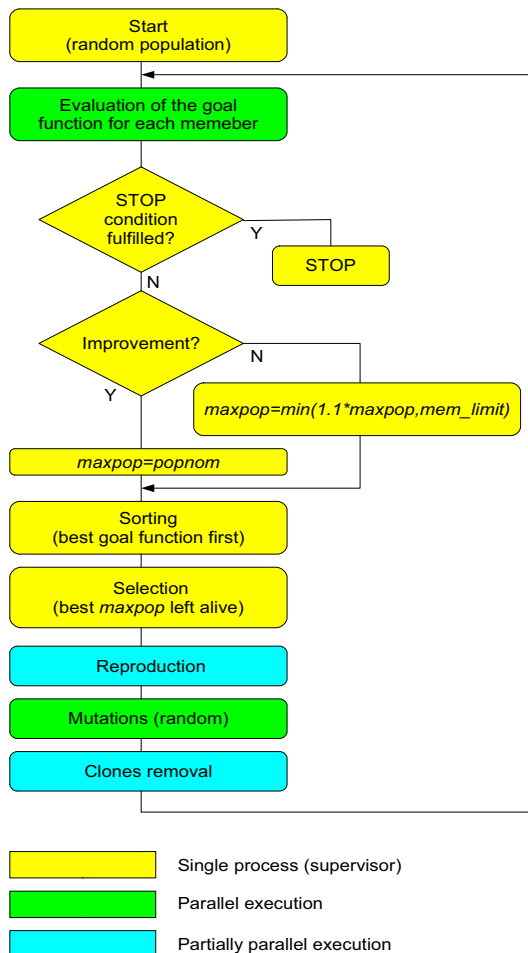 Start
(random population)
Evaluation of the goal
function for each memeber
STOP
condition
fulfilled?
Y
STOP
N
Improvement?
N
Y
maxpop=min(1.1*maxpop,mem_limit)
maxpop=popnom
Sorting
(best goal function first)
Selection
(best maxpop left alive)
Reproduction
Mutations (random)
Clones removal
Single process (supervisor)
Parallel execution
Partially parallel execution